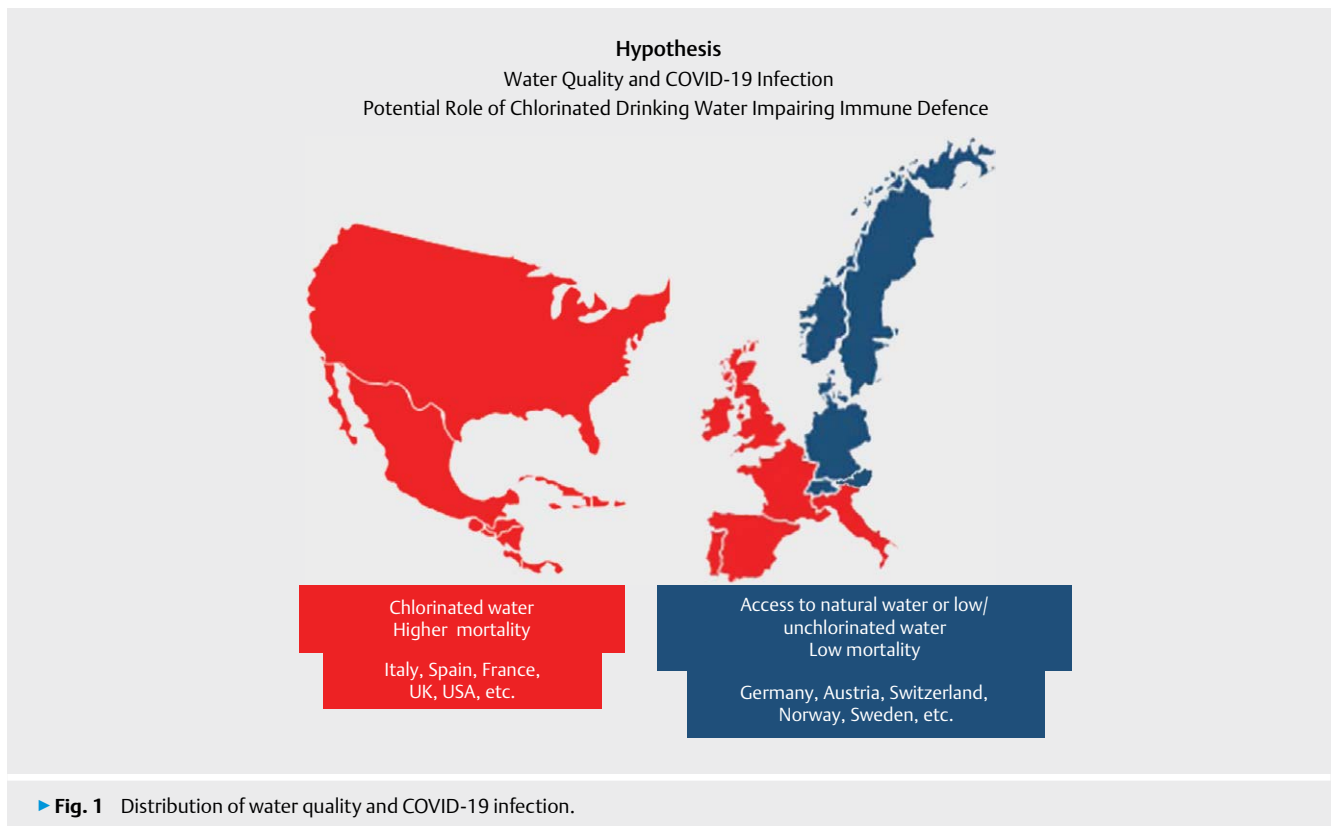 Hypothesis
Water Quality and COVID-19 Infection
Potential Role of Chlorinated Drinking Water Impairing Immune Defence
Chlorinated water
Higher mortality
Italy, Spain, France,
UK, USA, etc.
Access to natural water or low/
unchlorinated water
Low mortality
Germany, Austria, Switzerland,
Norway, Sweden, etc.
▶ Fig. 1 Distribution of water quality and COVID-19 infection.